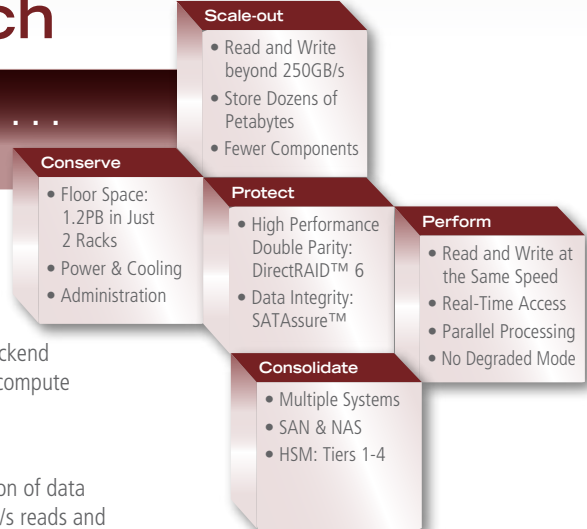 . . .
Scale-out
• Read and Write
beyond 250GB/s
• Store Dozens of
Petabytes
• Fewer Components
Conserve
• Floor Space:
1.2PB in Just
2 Racks
• Power & Cooling
• Administration
Protect
• High Performance
Double Parity:
DirectRAID™ 6
• Data Integrity:
SATAssure™
Perform
• Read and Write at
the Same Speed
• Real-Time Access
• Parallel Processing
• No Degraded Mode
Consolidate
• Multiple Systems
• SAN & NAS
• HSM: Tiers 1-4
compute
of data
reads and